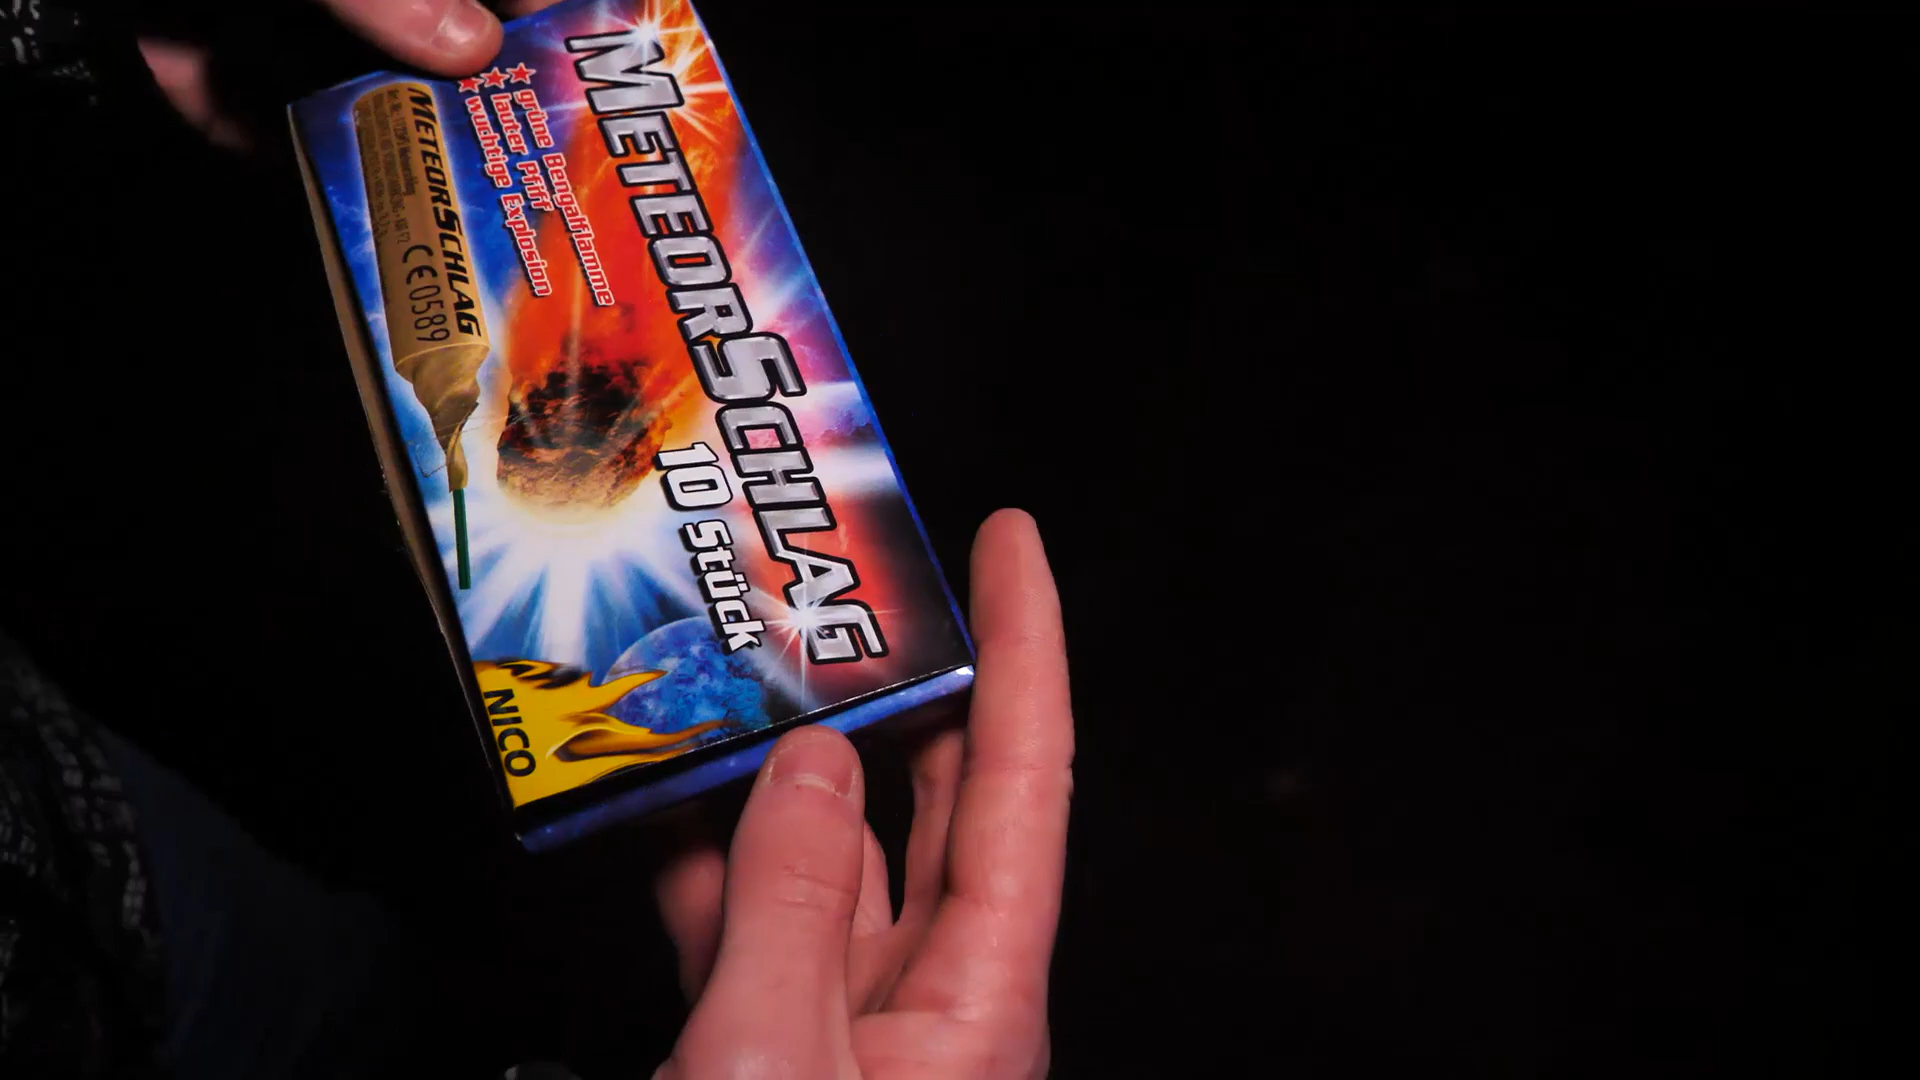 METEORSCHLAG
10 Stück
grüne Bengalflamme
lauter Pfiff
wuchtige Explosion
METEORSCHLAG
CE0589
NICO